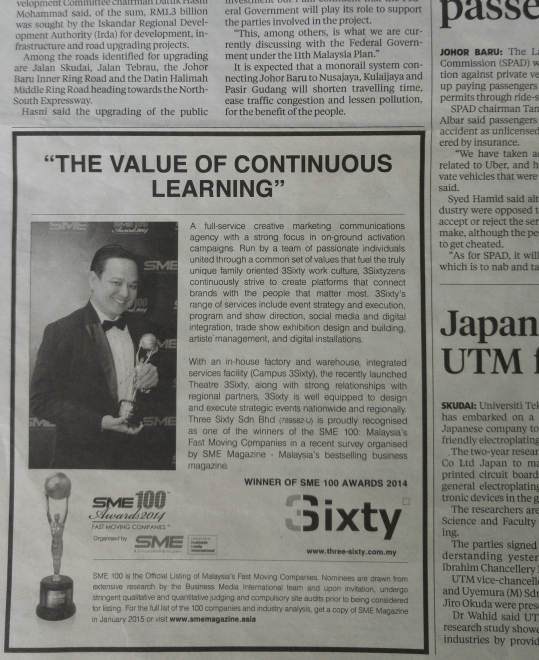 velopment Committee chairman Datuk Hasni
Mohammad said, of the sum, RM1.3 billion
was sought by the Iskandar Regional Devel-
opment Authority (Irda) for development, in-
frastructure and road upgrading projects.
Among the roads identified for upgrading
are Jalan Skudai, Jalan Tebrau, the Johor
Baru Inner Ring Road and the Datin Halimah
Middle Ring Road heading towards the North-
South Expressway.
Hasni said the upgrading of the public
eral Government will play its role to support
the parties involved in the project.
"This, among others, is what we are cur-
rently discussing with the Federal Govern-
ment under the 11th Malaysia Plan."
It is expected that a monorail system con-
necting Johor Baru to Nusajaya, Kulaijaya and
Pasir Gudang will shorten travelling time,
ease traffic congestion and lessen pollution,
for the benefit of the people.
"THE VALUE OF CONTINUOUS
LEARNING"
A full-service creative marketing communications
agency with a strong focus in on-ground activation
campaigns. Run by a team of passionate individuals
united through a common set of values that fuel the truly
unique family oriented 3Sixty work culture, 3Sixtyzens
continuously strive to create platforms that connect
brands with the people that matter most. 3Sixty's
range of services include event strategy and execution,
program and show direction, social media and digital
integration, trade show exhibition design and building,
artiste management, and digital installations.
With an in-house factory and warehouse, integrated
services facility (Campus 3Sixty), the recently launched
Theatre 3Sixty, along with strong relationships with
regional partners, 3Sixty is well equipped to design
and execute strategic events nationwide and regionally.
Three Sixty Sdn Bhd (785582-U) is proudly recognised
as one of the winners of the SME 100: Malaysia's
Fast Moving Companies in a recent survey organised
by SME Magazine - Malaysia's bestselling business
magazine.
WINNER OF SME 100 AWARDS 2014
SME 100
Awards 2014
FAST MOVING COMPANIES
Organised by
SME
3ixty
www.three-sixty.com.my
SME 100 is the Official Listing of Malaysia's Fast Moving Companies. Nominees are drawn from
extensive research by the Business Media International team and upon invitation, undergo
stringent qualitative and quantitative judging and compulsory site audits prior to being considered
for listing. For the full list of the 100 companies and industry analysis, get a copy of SME Magazine
in January 2015 or visit www.smemagazine.asia
passe
JOHOR BARU: The La
Commission (SPAD) w
tion against private ve
up paying passengers
permits through ride-s
SPAD chairman Tan
Albar said passengers
accident as unlicensed
ered by insurance.
"We have taken a
related to Uber, and h
vate vehicles that were
said.
Syed Hamid said alt
dustry were opposed t
accept or reject the ser
make, although the pe
to get cheated.
"As for SPAD, it wil
which is to nab and ta
Japan
UTM f
SKUDAI: Universiti Tek
has embarked on a
Japanese company to
friendly electroplating
The two-year resear
Co Ltd Japan to ma
printed circuit board
general electroplating
tronic devices in the g
The researchers are
Science and Faculty
ing.
The parties signed
derstanding yester
Ibrahim Chancellery
UTM vice-chancelle
and Uyemura (M) Sdn
Jiro Okuda were prese
Dr Wahid said UT
research study showe
industries by provid